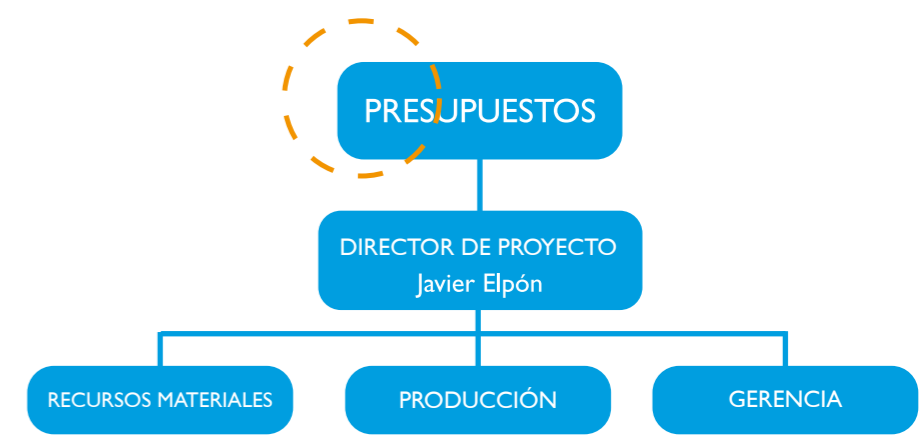 PRESUPUESTOS
DIRECTOR DE PROYECTO
Javier Elpón
RECURSOS MATERIALES
PRODUCCIÓN
GERENCIA